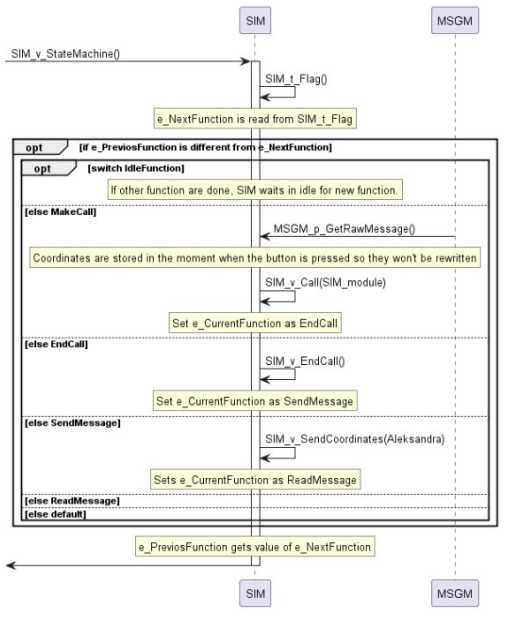 SIM MSGM
SIM_v_StateMachine()
SIM_t_Flag()
e_NextFunction is read from SIM_t_Flag
opt [if e_PreviosFunction is different from e_NextFunction]
opt [switch IdleFunction]
If other function are done, SIM waits in idle for new function.
[else MakeCall]
MSGM_p_GetRawMessage()
Coordinates are stored in the moment when the button is pressed so they won't be rewritten
SIM_v_Call(SIM_module)
Set e_CurrentFunction as EndCall
[else EndCall]
SIM_v_EndCall()
Set e_CurrentFunction as SendMessage
[else SendMessage]
SIM_v_SendCoordinates(Aleksandra)
Sets e_CurrentFunction as ReadMessage
[else ReadMessage]
[else default]
e_PreviosFunction gets value of e_NextFunction
SIM MSGM